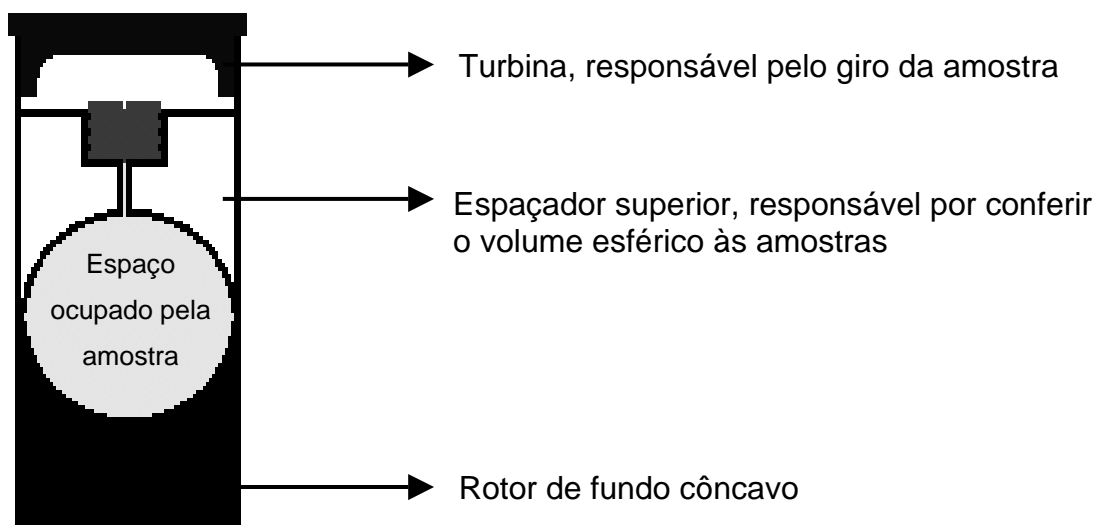 Turbina, responsável pelo giro da amostra
Espaçador superior, responsável por conferir
o volume esférico às amostras
Espaço
ocupado pela
amostra
Rotor de fundo côncavo